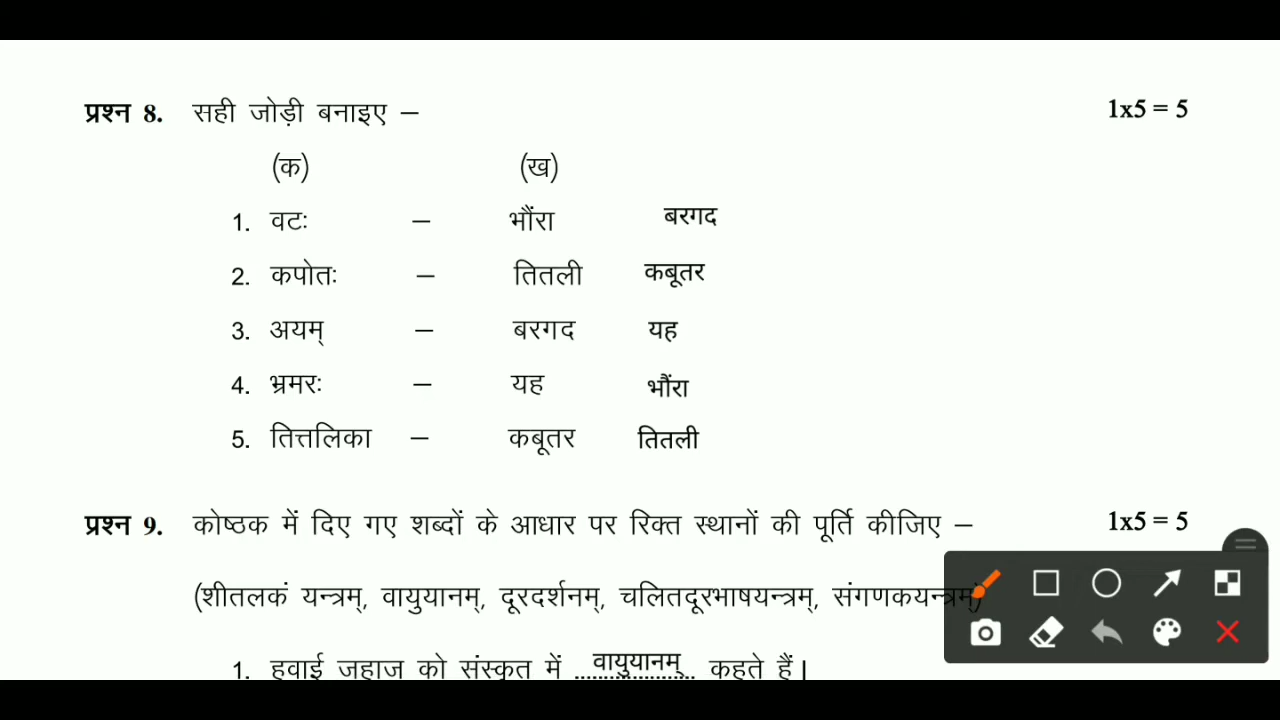 प्रश्न 8. सही जोड़ी बनाइए – 1x5 = 5
(क) (ख)
1. वटः – भौंरा बरगद
2. कपोतः – तितली कबूतर
3. अयम् – बरगद यह
4. भ्रमरः – यह भौंरा
5. तित्तलिका – कबूतर तितली
प्रश्न 9. कोष्ठक में दिए गए शब्दों के आधार पर रिक्त स्थानों की पूर्ति कीजिए – 1x5 = 5
(शीतलकं यन्त्रम्, वायुयानम्, दूरदर्शनम्, चलितदूरभाषयन्त्रम्, संगणकयन्त्रम्)
1. हवाई जहाज को संस्कृत में वायुयानम् कहते हैं।